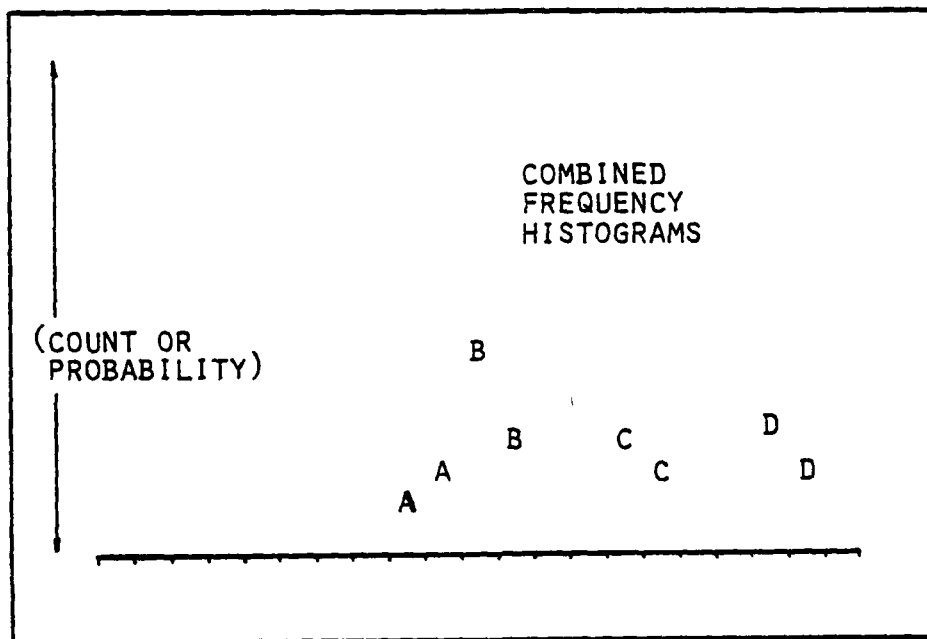 COMBINED
FREQUENCY
HISTOGRAMS
(COUNT OR
PROBABILITY)
B
B C D
A C D
A